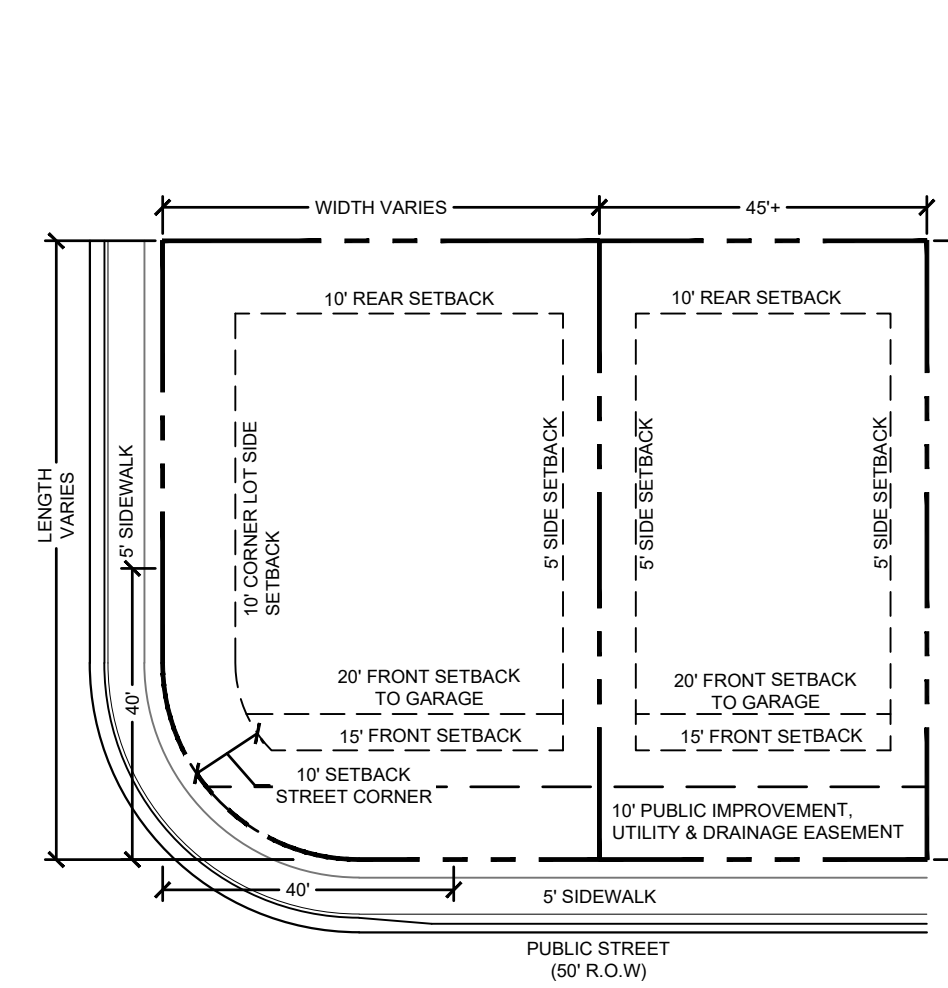 WIDTH VARIES
45'+
10' REAR SETBACK
10' REAR SETBACK
LENGTH
VARIES
5' SIDEWALK
10' CORNER LOT SIDE
SETBACK
5' SIDE SETBACK
5' SIDE SETBACK
5' SIDE SETBACK
20' FRONT SETBACK
TO GARAGE
20' FRONT SETBACK
TO GARAGE
40'
15' FRONT SETBACK
15' FRONT SETBACK
10' SETBACK
STREET CORNER
10' PUBLIC IMPROVEMENT,
UTILITY & DRAINAGE EASEMENT
40'
5' SIDEWALK
PUBLIC STREET
(50' R.O.W)